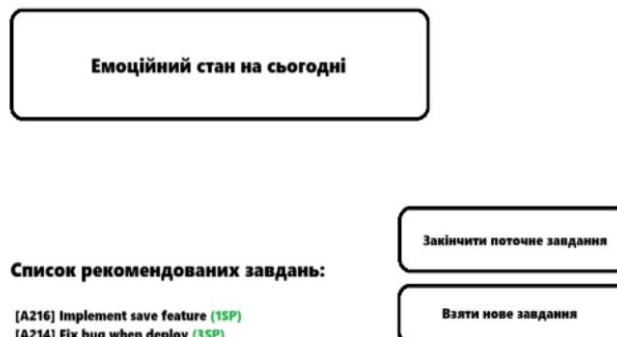 Емоційний стан на сьогодні
Закінчити поточне завдання
Список рекомендованих завдань:
Взяти нове завдання
[A216] Implement save feature (1SP)
[A214] Fix bug when deploy (3SP)